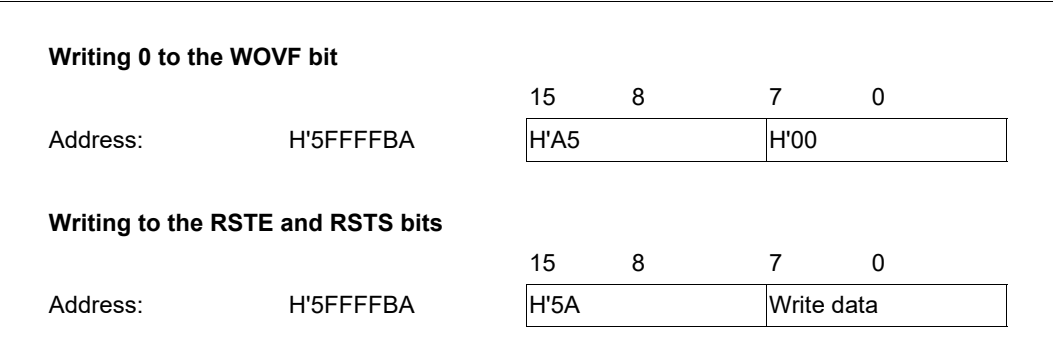 Writing 0 to the WOVF bit
15 8 7 0
Address: H'5FFFFBA H'A5 H'00
Writing to the RSTE and RSTS bits
15 8 7 0
Address: H'5FFFFBA H'5A Write data